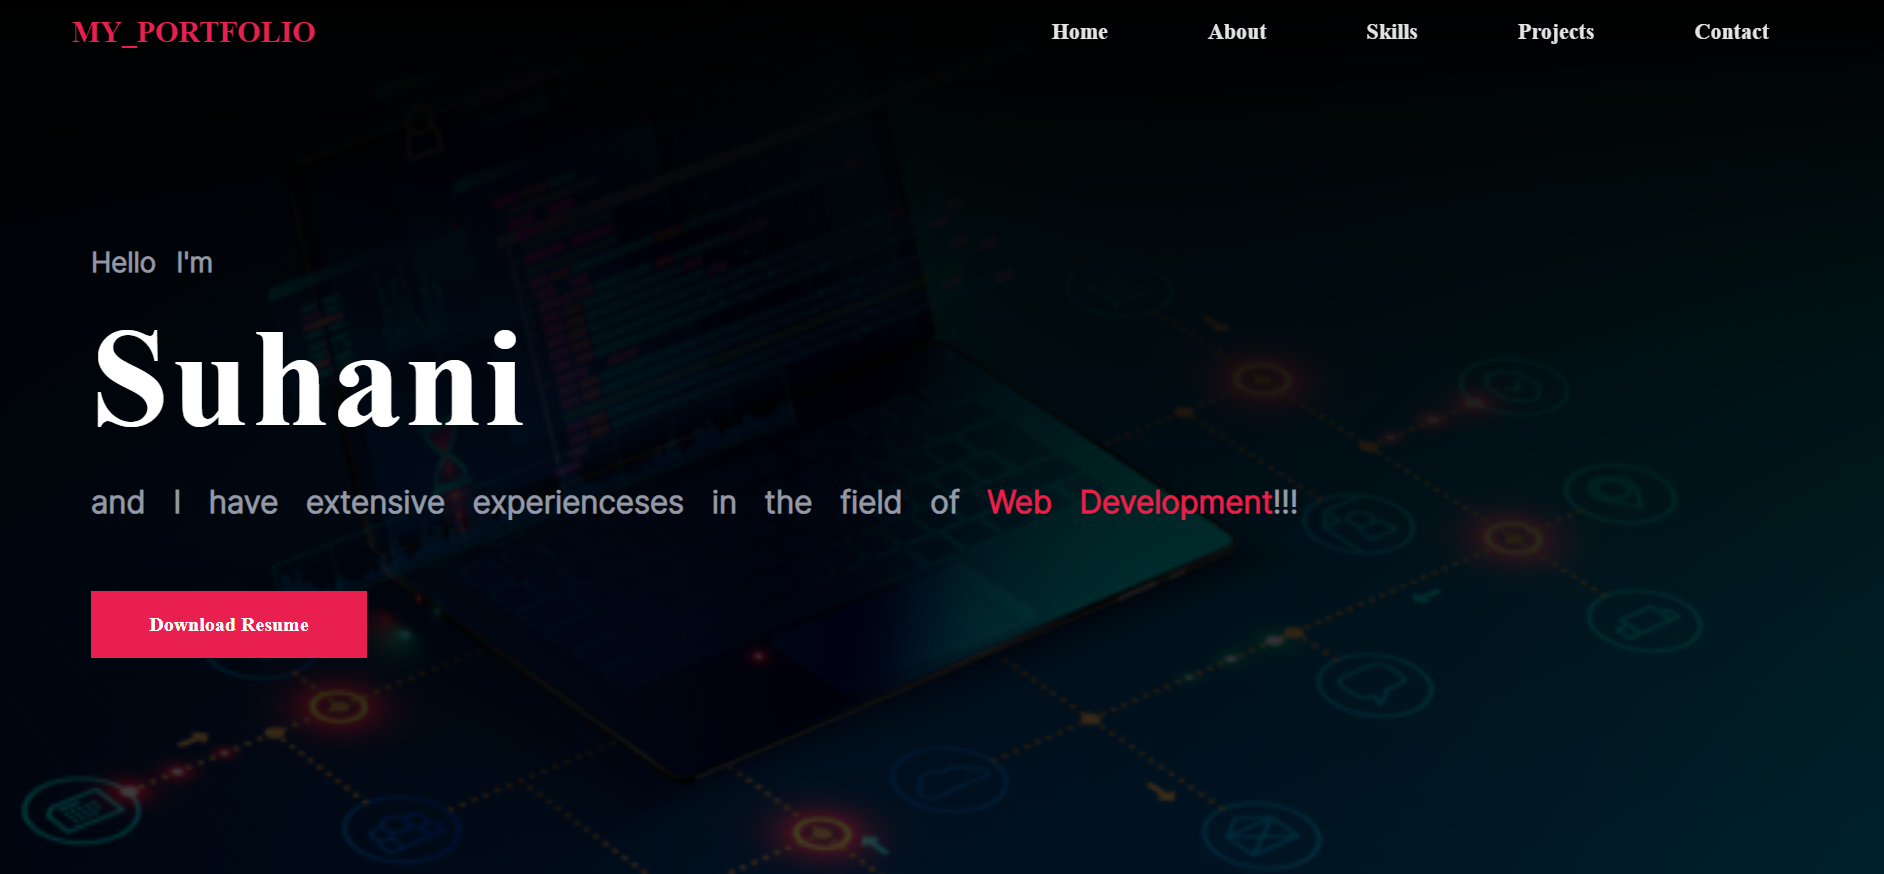 MY_PORTFOLIO Home About Skills Projects Contact
Hello I'm
Suhani
and I have extensive experienceses in the field of Web Development!!!
Download Resume